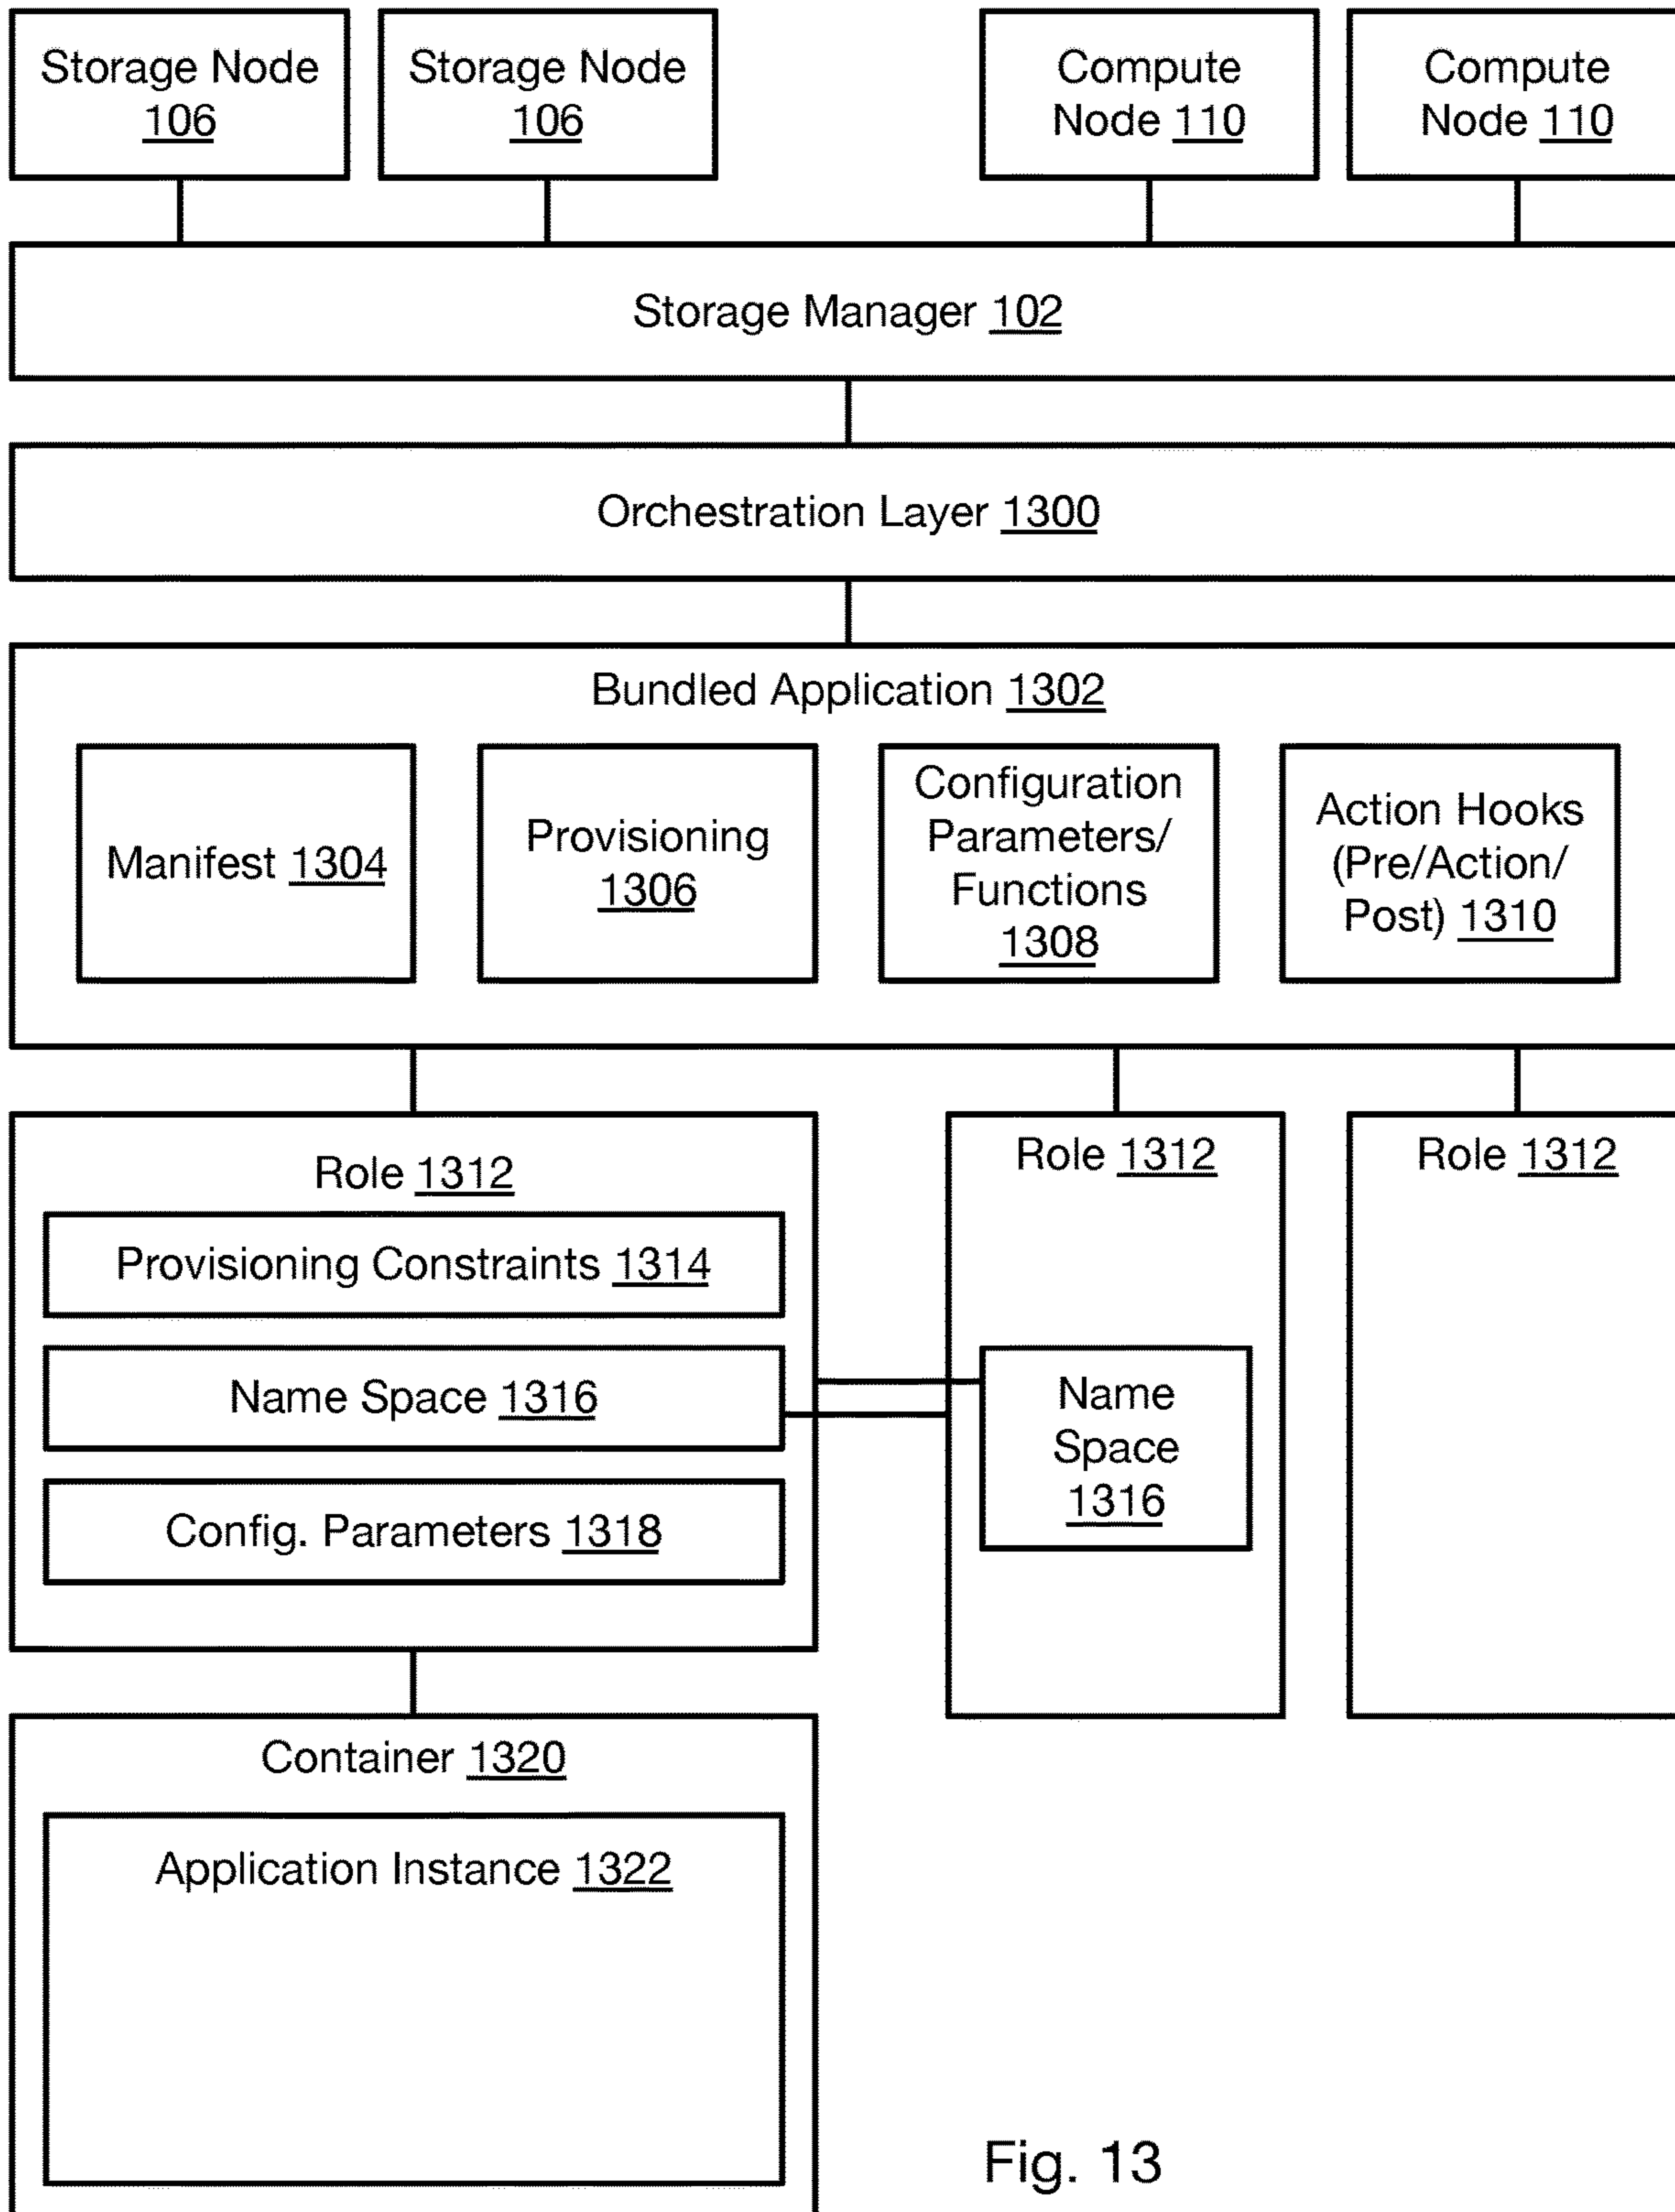 Storage Node
106
Storage Node
106
Compute
Node 110
Compute
Node 110
Storage Manager 102
Orchestration Layer 1300
Bundled Application 1302
Manifest 1304
Provisioning
1306
Configuration
Parameters/
Functions
1308
Action Hooks
(Pre/Action/
Post) 1310
Role 1312
Provisioning Constraints 1314
Name Space 1316
Config. Parameters 1318
Role 1312
Name
Space
1316
Role 1312
Container 1320
Application Instance 1322
Fig. 13